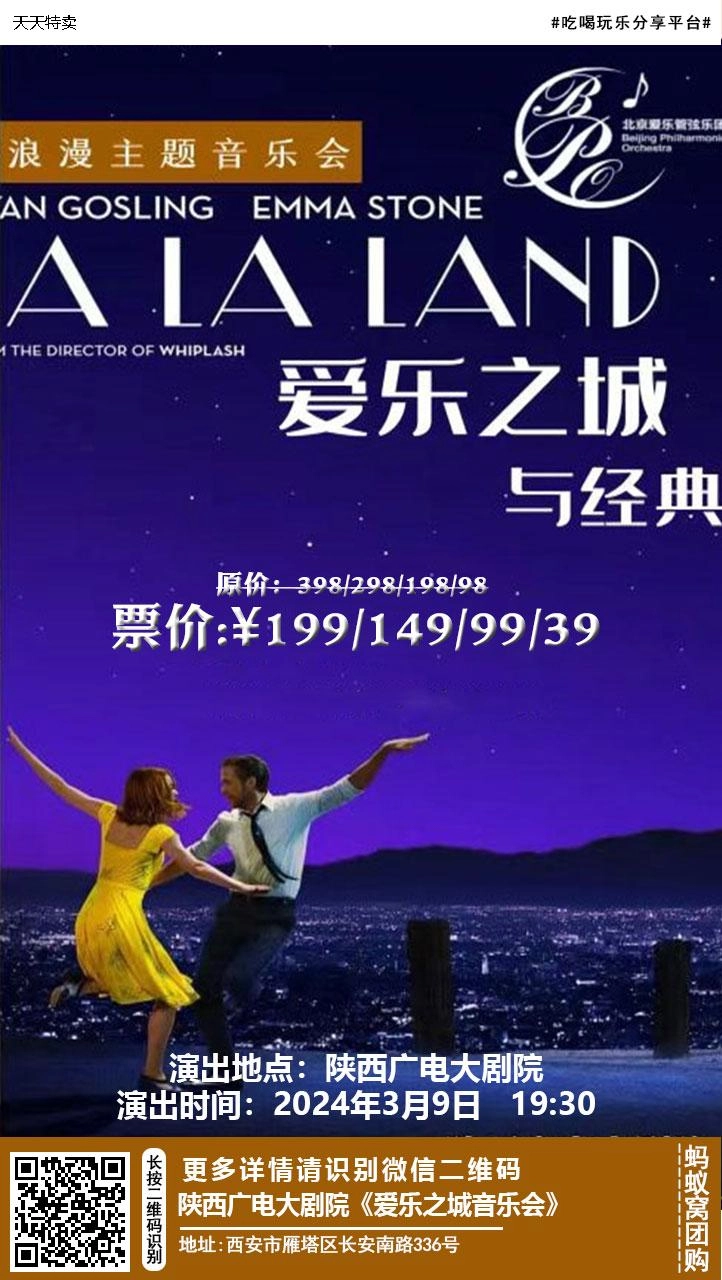 天天特卖
#吃喝玩乐分享平台#
北京爱乐管弦乐团
Beijing Philharmonic
Orchestra
浪漫主题音乐会
YAN GOSLING EMMA STONE
A LA LAND
M THE DIRECTOR OF WHIPLASH
爱乐之城
与经典
原价：398/298/198/98
票价:¥199/149/99/39
演出地点：陕西广电大剧院
演出时间：2024年3月9日 19:30
长按二维码识别
更多详情请识别微信二维码
陕西广电大剧院《爱乐之城音乐会》
地址:西安市雁塔区长安南路336号
蚂蚁窝团购